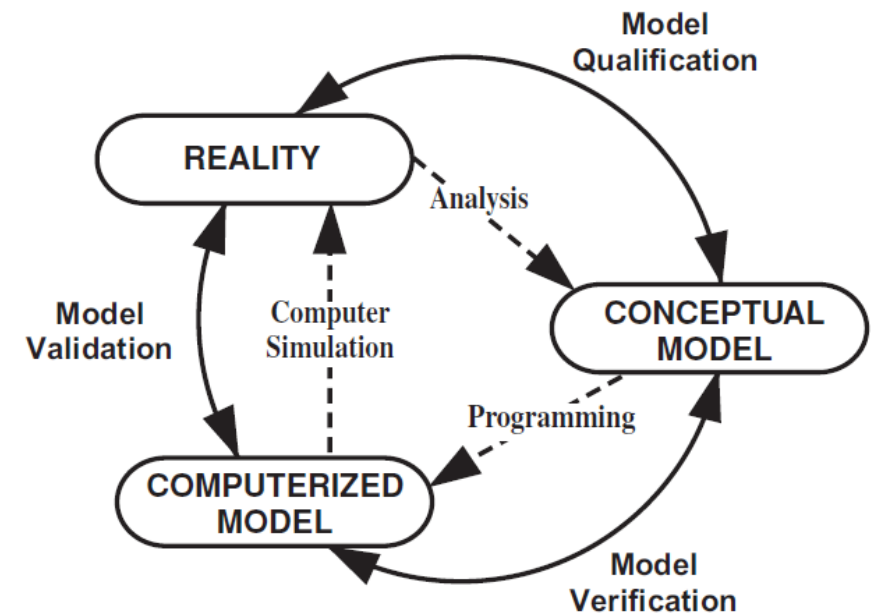 Model
Qualification
REALITY
Analysis
CONCEPTUAL
MODEL
Model
Validation
Computer
Simulation
Programming
COMPUTERIZED
MODEL
Model
Verification